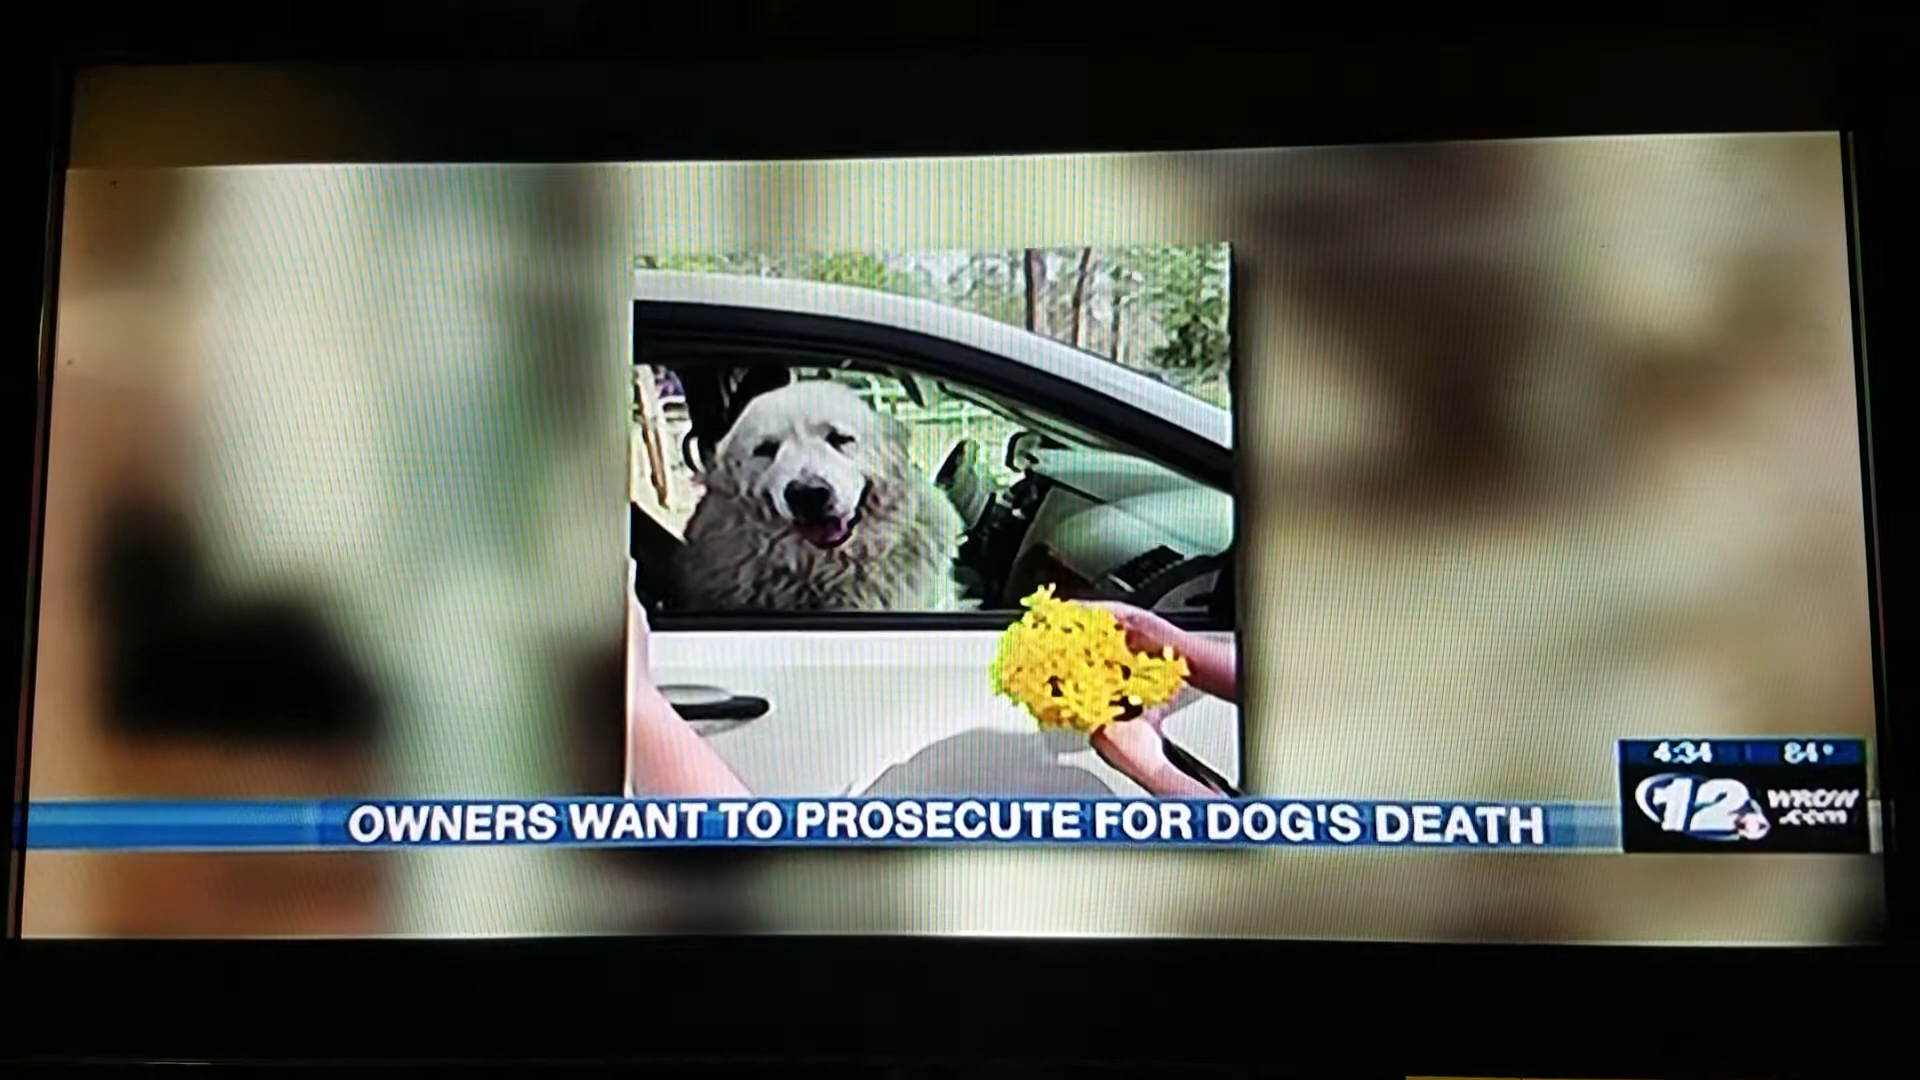 4:34 84°
12 WRDW
.com
OWNERS WANT TO PROSECUTE FOR DOG'S DEATH